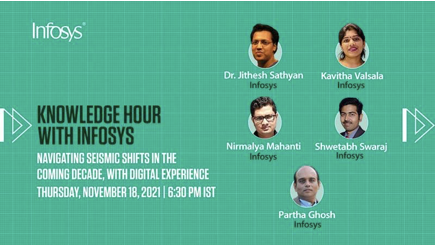 Infosys®
KNOWLEDGE HOUR
WITH INFOSYS
NAVIGATING SEISMIC SHIFTS IN THE
COMING DECADE, WITH DIGITAL EXPERIENCE
THURSDAY, NOVEMBER 18, 2021 | 6:30 PM IST
Dr. Jithesh Sathyan
Infosys
Kavitha Valsala
Infosys
Nirmalya Mahanti
Infosys
Shwetabh Swaraj
Infosys
Partha Ghosh
Infosys